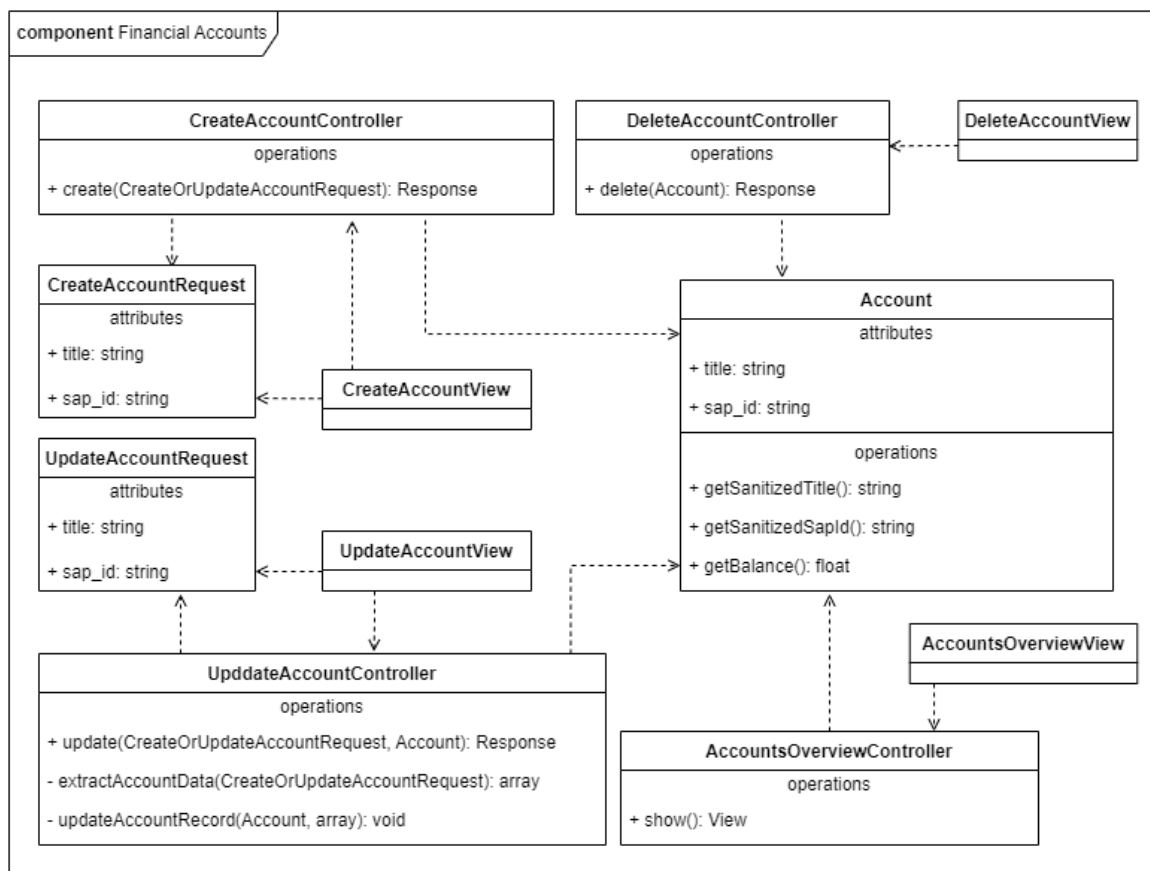 component Financial Accounts
CreateAccountController
operations
+ create(CreateOrUpdateAccountRequest): Response
DeleteAccountController
operations
+ delete(Account): Response
DeleteAccountView
CreateAccountRequest
attributes
+ title: string
+ sap_id: string
CreateAccountView
Account
attributes
+ title: string
+ sap_id: string
operations
+ getSanitizedTitle(): string
+ getSanitizedSapId(): string
+ getBalance(): float
UpdateAccountRequest
attributes
+ title: string
+ sap_id: string
UpdateAccountView
UpddateAccountController
operations
+ update(CreateOrUpdateAccountRequest, Account): Response
- extractAccountData(CreateOrUpdateAccountRequest): array
- updateAccountRecord(Account, array): void
AccountsOverviewView
AccountsOverviewController
operations
+ show(): View